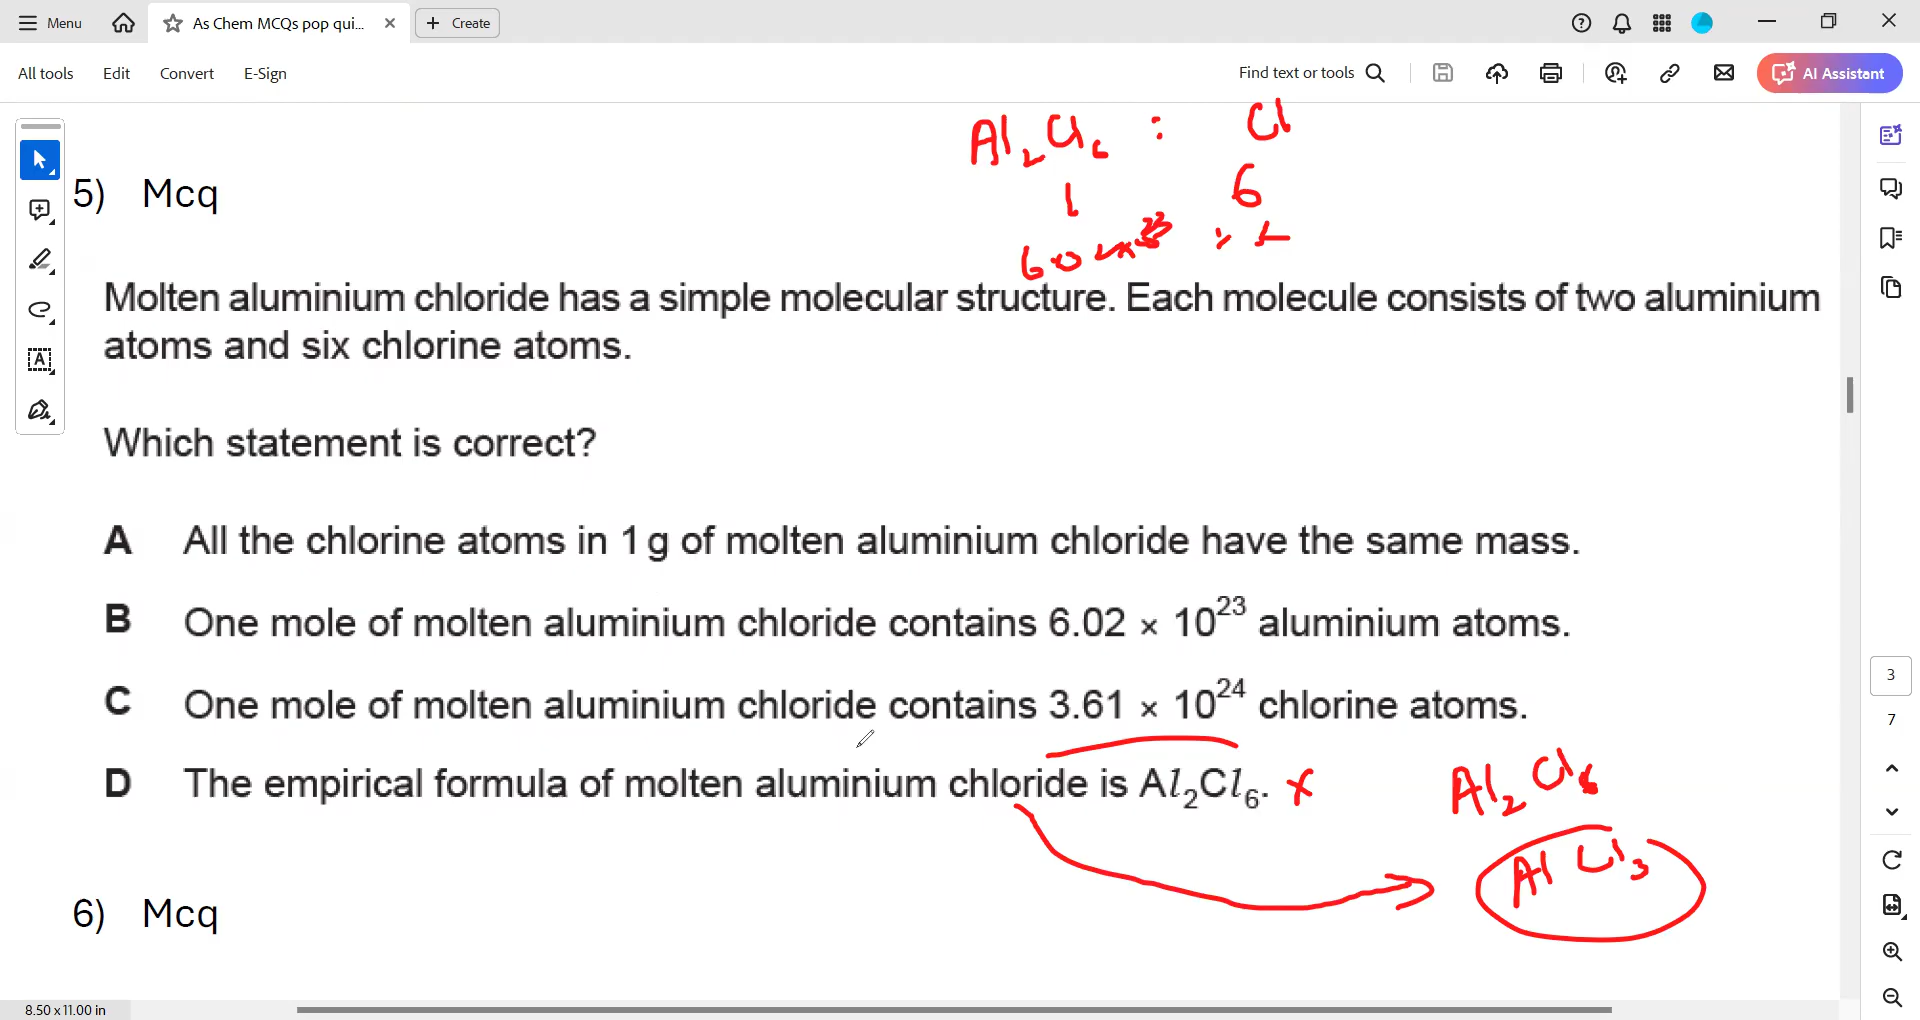 Menu
As Chem MCQs pop qui...
Create
All tools
Edit
Convert
E-Sign
Find text or tools
AI Assistant
Al2Cl6 : Cl
1 6
5) Mcq
Molten aluminium chloride has a simple molecular structure. Each molecule consists of two aluminium
atoms and six chlorine atoms.
Which statement is correct?
A All the chlorine atoms in 1 g of molten aluminium chloride have the same mass.
B One mole of molten aluminium chloride contains 6.02 × 10²³ aluminium atoms.
C One mole of molten aluminium chloride contains 3.61 × 10²⁴ chlorine atoms.
D The empirical formula of molten aluminium chloride is Al₂Cl₆. x
Al2Cl6
AlCl3
6) Mcq
3
7
8.50 x 11.00 in